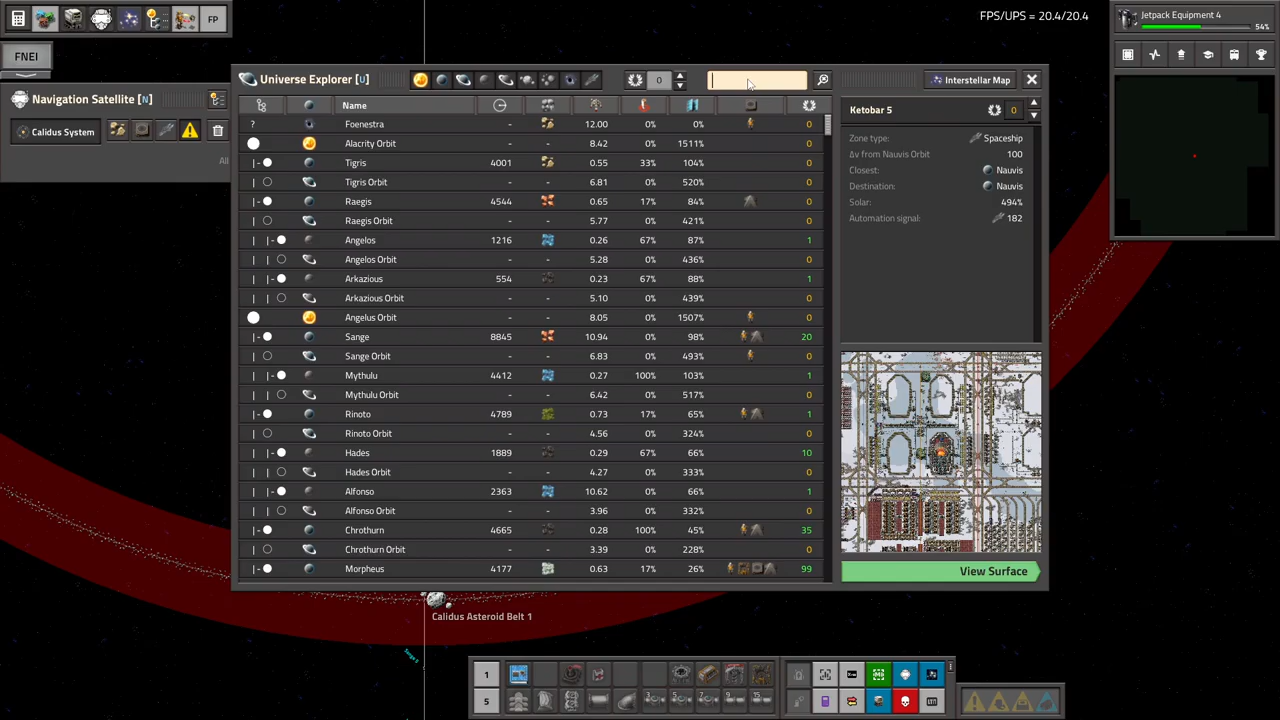 FPS/UPS = 20.4/20.4
Jetpack Equipment 4
54%
FP
FNEI
Navigation Satellite [N]
Calidus System
All
Universe Explorer [U]
0
Interstellar Map
Name
? Foenestra - 12.00 0% 0% 0
Alacrity Orbit - - 8.42 0% 1511% 0
|- Tigris 4001 0.55 33% 104% 0
| Tigris Orbit - - 6.81 0% 520% 0
|- Raegis 4544 0.65 17% 84% 0
| Raegis Orbit - - 5.77 0% 421% 0
| |- Angelos 1216 0.26 67% 87% 1
| | Angelos Orbit - - 5.28 0% 436% 0
| |- Arkazious 554 0.23 67% 88% 1
| | Arkazious Orbit - - 5.10 0% 439% 0
Angelus Orbit - - 8.05 0% 1507% 0
|- Sange 8845 10.94 0% 98% 20
| Sange Orbit - - 6.83 0% 493% 0
| |- Mythulu 4412 0.27 100% 103% 1
| | Mythulu Orbit - - 6.42 0% 517% 0
|- Rinoto 4789 0.73 17% 65% 1
| Rinoto Orbit - - 4.56 0% 324% 0
| |- Hades 1889 0.29 67% 66% 10
| | Hades Orbit - - 4.27 0% 333% 0
| |- Alfonso 2363 10.62 0% 66% 1
| | Alfonso Orbit - - 3.96 0% 332% 0
|- Chrothurn 4665 0.28 100% 45% 35
| Chrothurn Orbit - - 3.39 0% 228% 0
|- Morpheus 4177 0.63 17% 26% 99
Ketobar 5
0
Zone type: Spaceship
Δv from Nauvis Orbit 100
Closest: Nauvis
Destination: Nauvis
Solar: 494%
Automation signal: 182
View Surface
Calidus Asteroid Belt 1
1
5